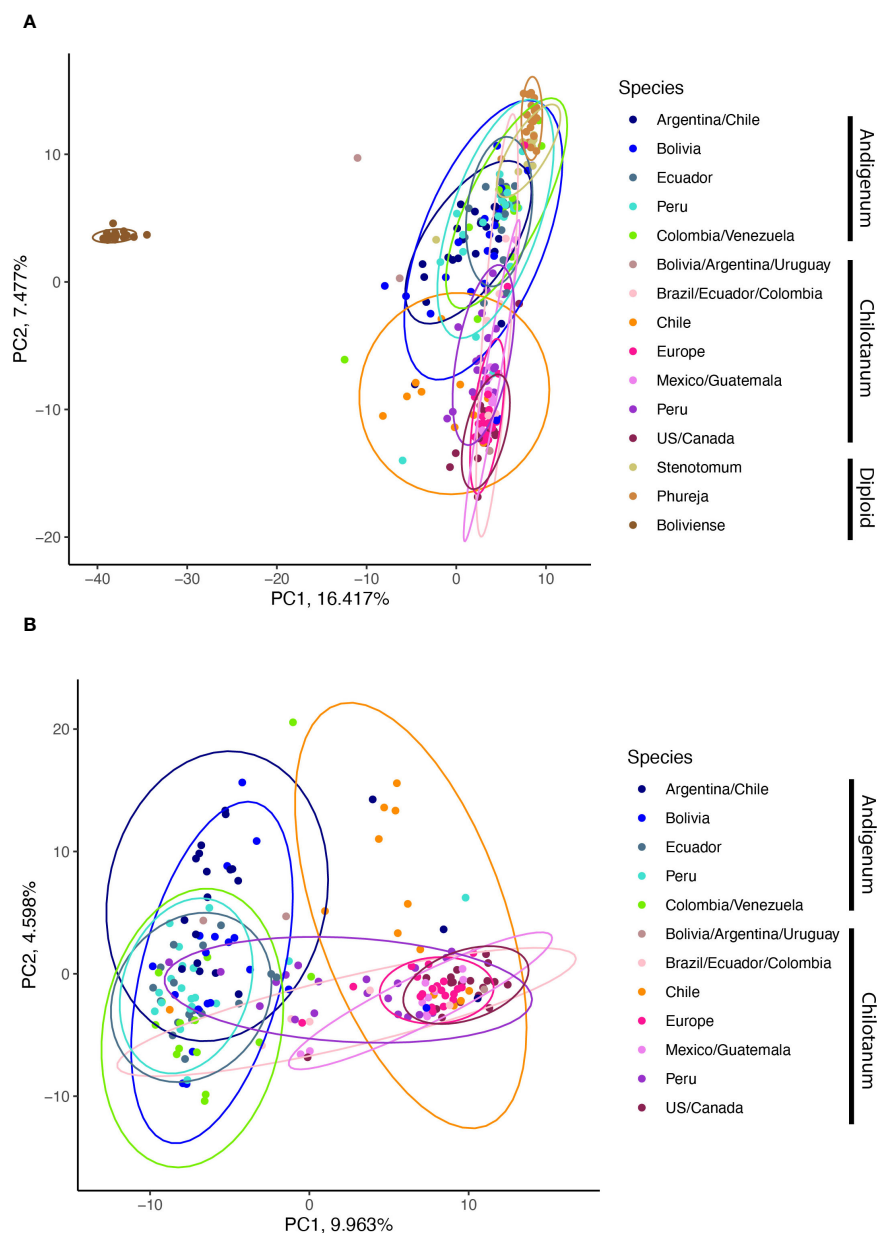 A
Species
Argentina/Chile
Bolivia
Ecuador
Peru
Colombia/Venezuela
Andigenum
Bolivia/Argentina/Uruguay
Brazil/Ecuador/Colombia
Chile
Europe
Mexico/Guatemala
Peru
US/Canada
Chilotanum
Stenotomum
Phureja
Boliviense
Diploid
10
0
−10
−20
PC2, 7.477%
−40
−30
−20
−10
0
10
PC1, 16.417%
B
Species
Argentina/Chile
Bolivia
Ecuador
Peru
Colombia/Venezuela
Andigenum
Bolivia/Argentina/Uruguay
Brazil/Ecuador/Colombia
Chile
Europe
Mexico/Guatemala
Peru
US/Canada
Chilotanum
20
10
0
−10
PC2, 4.598%
−10
0
10
PC1, 9.963%